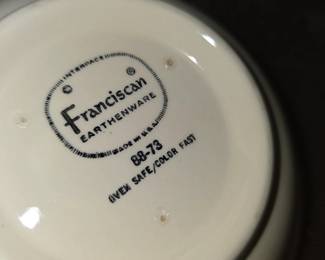 INTERPACE
®
Franciscan
EARTHENWARE
MADE IN U.S.A.
88-73
OVEN SAFE/COLOR FAST